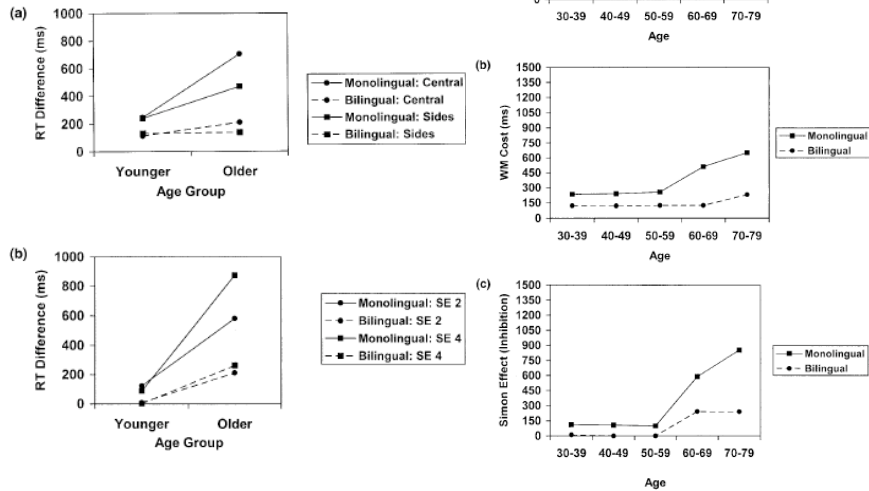 (a)
1000
800
600
400
200
0
RT Difference (ms)
Younger Older
Age Group
Monolingual: Central
Bilingual: Central
Monolingual: Sides
Bilingual: Sides
(b)
1000
800
600
400
200
0
RT Difference (ms)
Younger Older
Age Group
Monolingual: SE 2
Bilingual: SE 2
Monolingual: SE 4
Bilingual: SE 4
0
30-39 40-49 50-59 60-69 70-79
Age
(b)
1500
1350
1200
1050
900
750
600
450
300
150
0
WM Cost (ms)
30-39 40-49 50-59 60-69 70-79
Age
Monolingual
Bilingual
(c)
1500
1350
1200
1050
900
750
600
450
300
150
0
Simon Effect (Inhibition)
30-39 40-49 50-59 60-69 70-79
Age
Monolingual
Bilingual